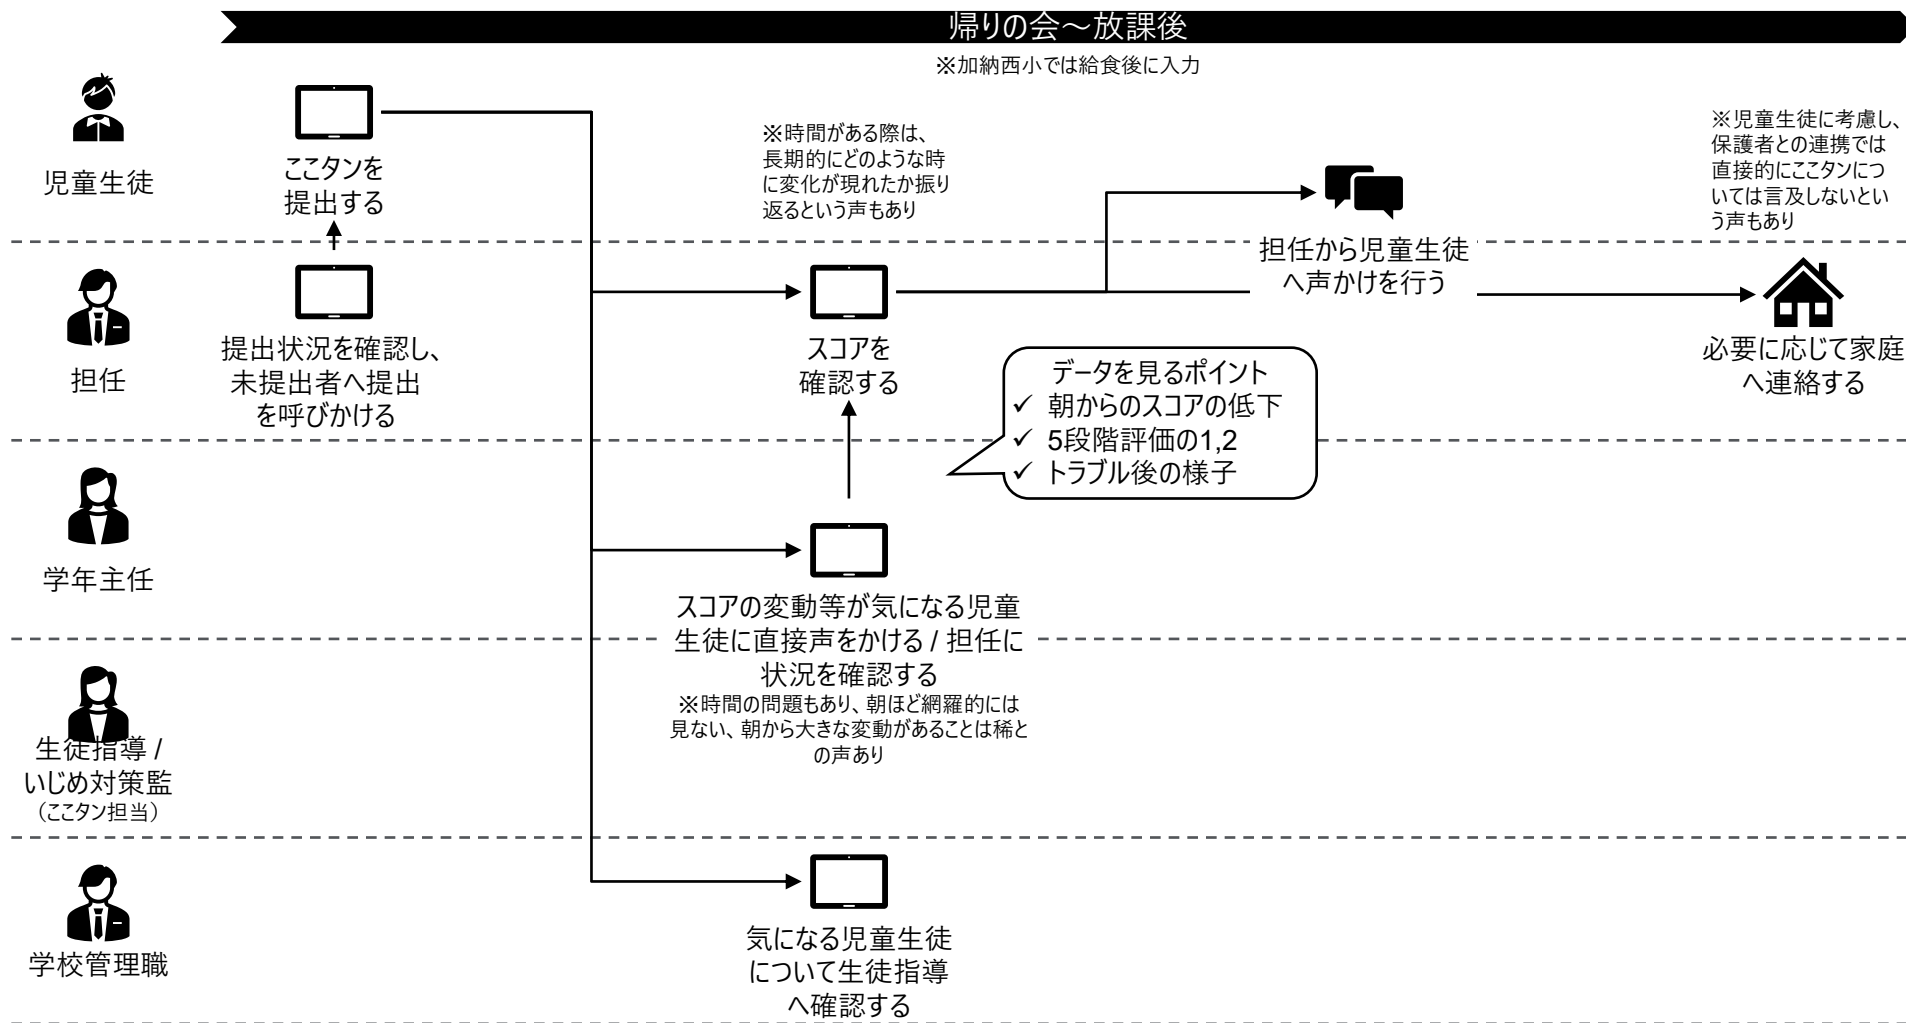 帰りの会～放課後
※加納西小では給食後に入力
児童生徒
ここタンを
提出する
※時間がある際は、
長期的にどのような時
に変化が現れたか振り
返るという声もあり
※児童生徒に考慮し、
保護者との連携では
直接的にここタンにつ
いては言及しないとい
う声もあり
担任から児童生徒
へ声かけを行う
担任
提出状況を確認し、
未提出者へ提出
を呼びかける
スコアを
確認する
データを見るポイント
✓ 朝からのスコアの低下
✓ 5段階評価の1,2
✓ トラブル後の様子
必要に応じて家庭
へ連絡する
学年主任
スコアの変動等が気になる児童
生徒に直接声をかける / 担任に
状況を確認する
※時間の問題もあり、朝ほど網羅的には
見ない、朝から大きな変動があることは稀と
の声あり
生徒指導 /
いじめ対策監
（ここタン担当）
学校管理職
気になる児童生徒
について生徒指導
へ確認する